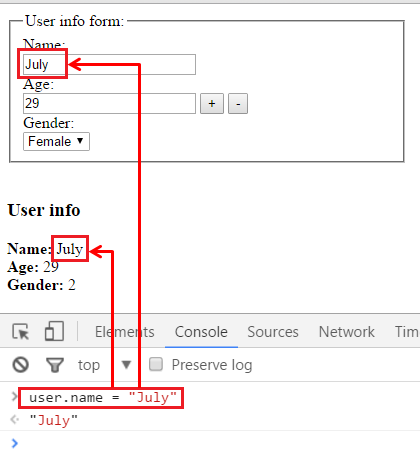 User info form:
Name:
July
Age:
29 + -
Gender:
Female
User info
Name: July
Age: 29
Gender: 2
Elements Console Sources Network Time
top Preserve log
user.name = "July"
"July"